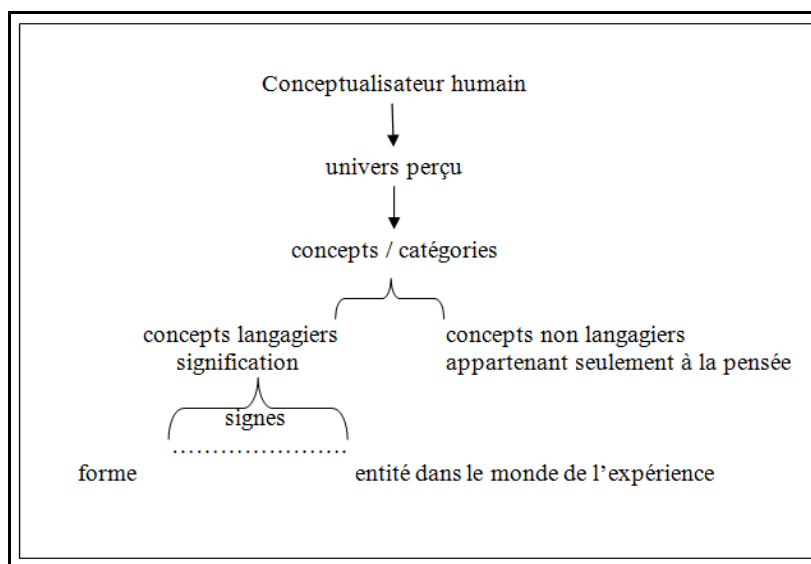 Conceptualisateur humain
univers perçu
concepts / catégories
concepts langagiers
signification
concepts non langagiers
appartenant seulement à la pensée
signes
......................
forme
entité dans le monde de l’expérience